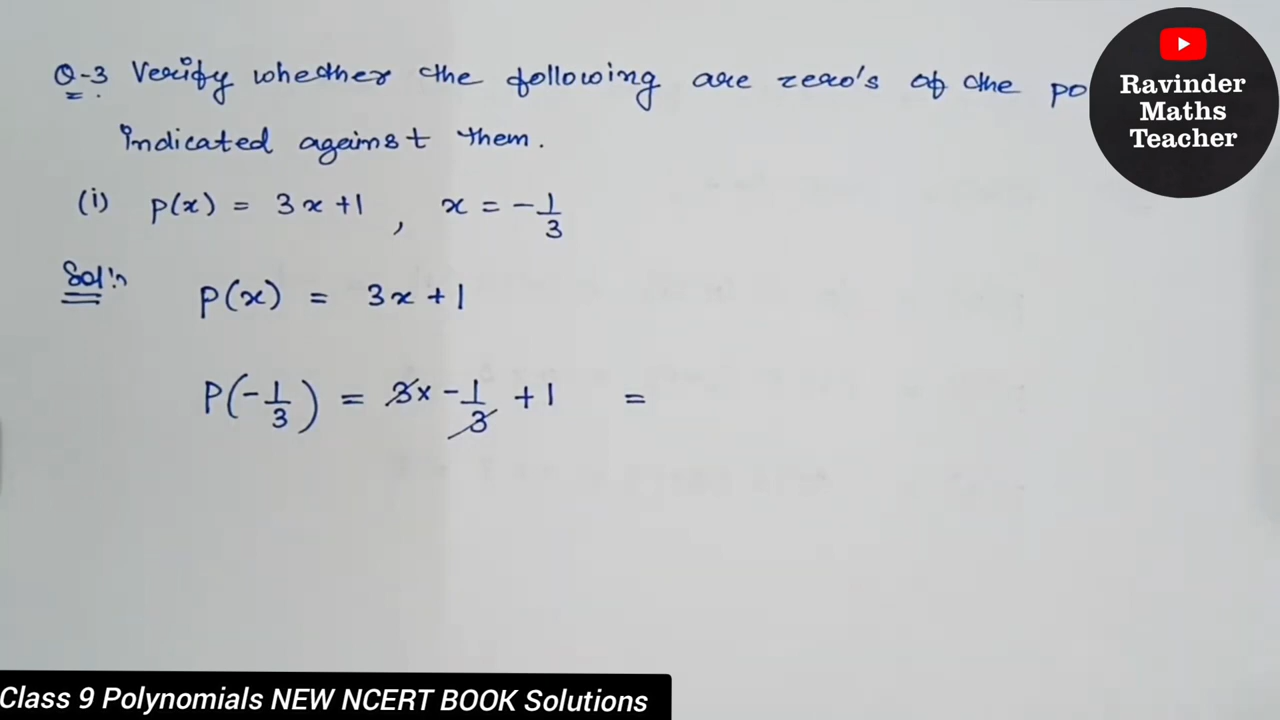 Q-3 Verify whether the following are zero's of the po
indicated against them.
(i) p(x) = 3x+1 , x = -1/3
Sol!n
p(x) = 3x+1
P(-1/3) = 3x -1/3 +1 =
Ravinder
Maths
Teacher
Class 9 Polynomials NEW NCERT BOOK Solutions